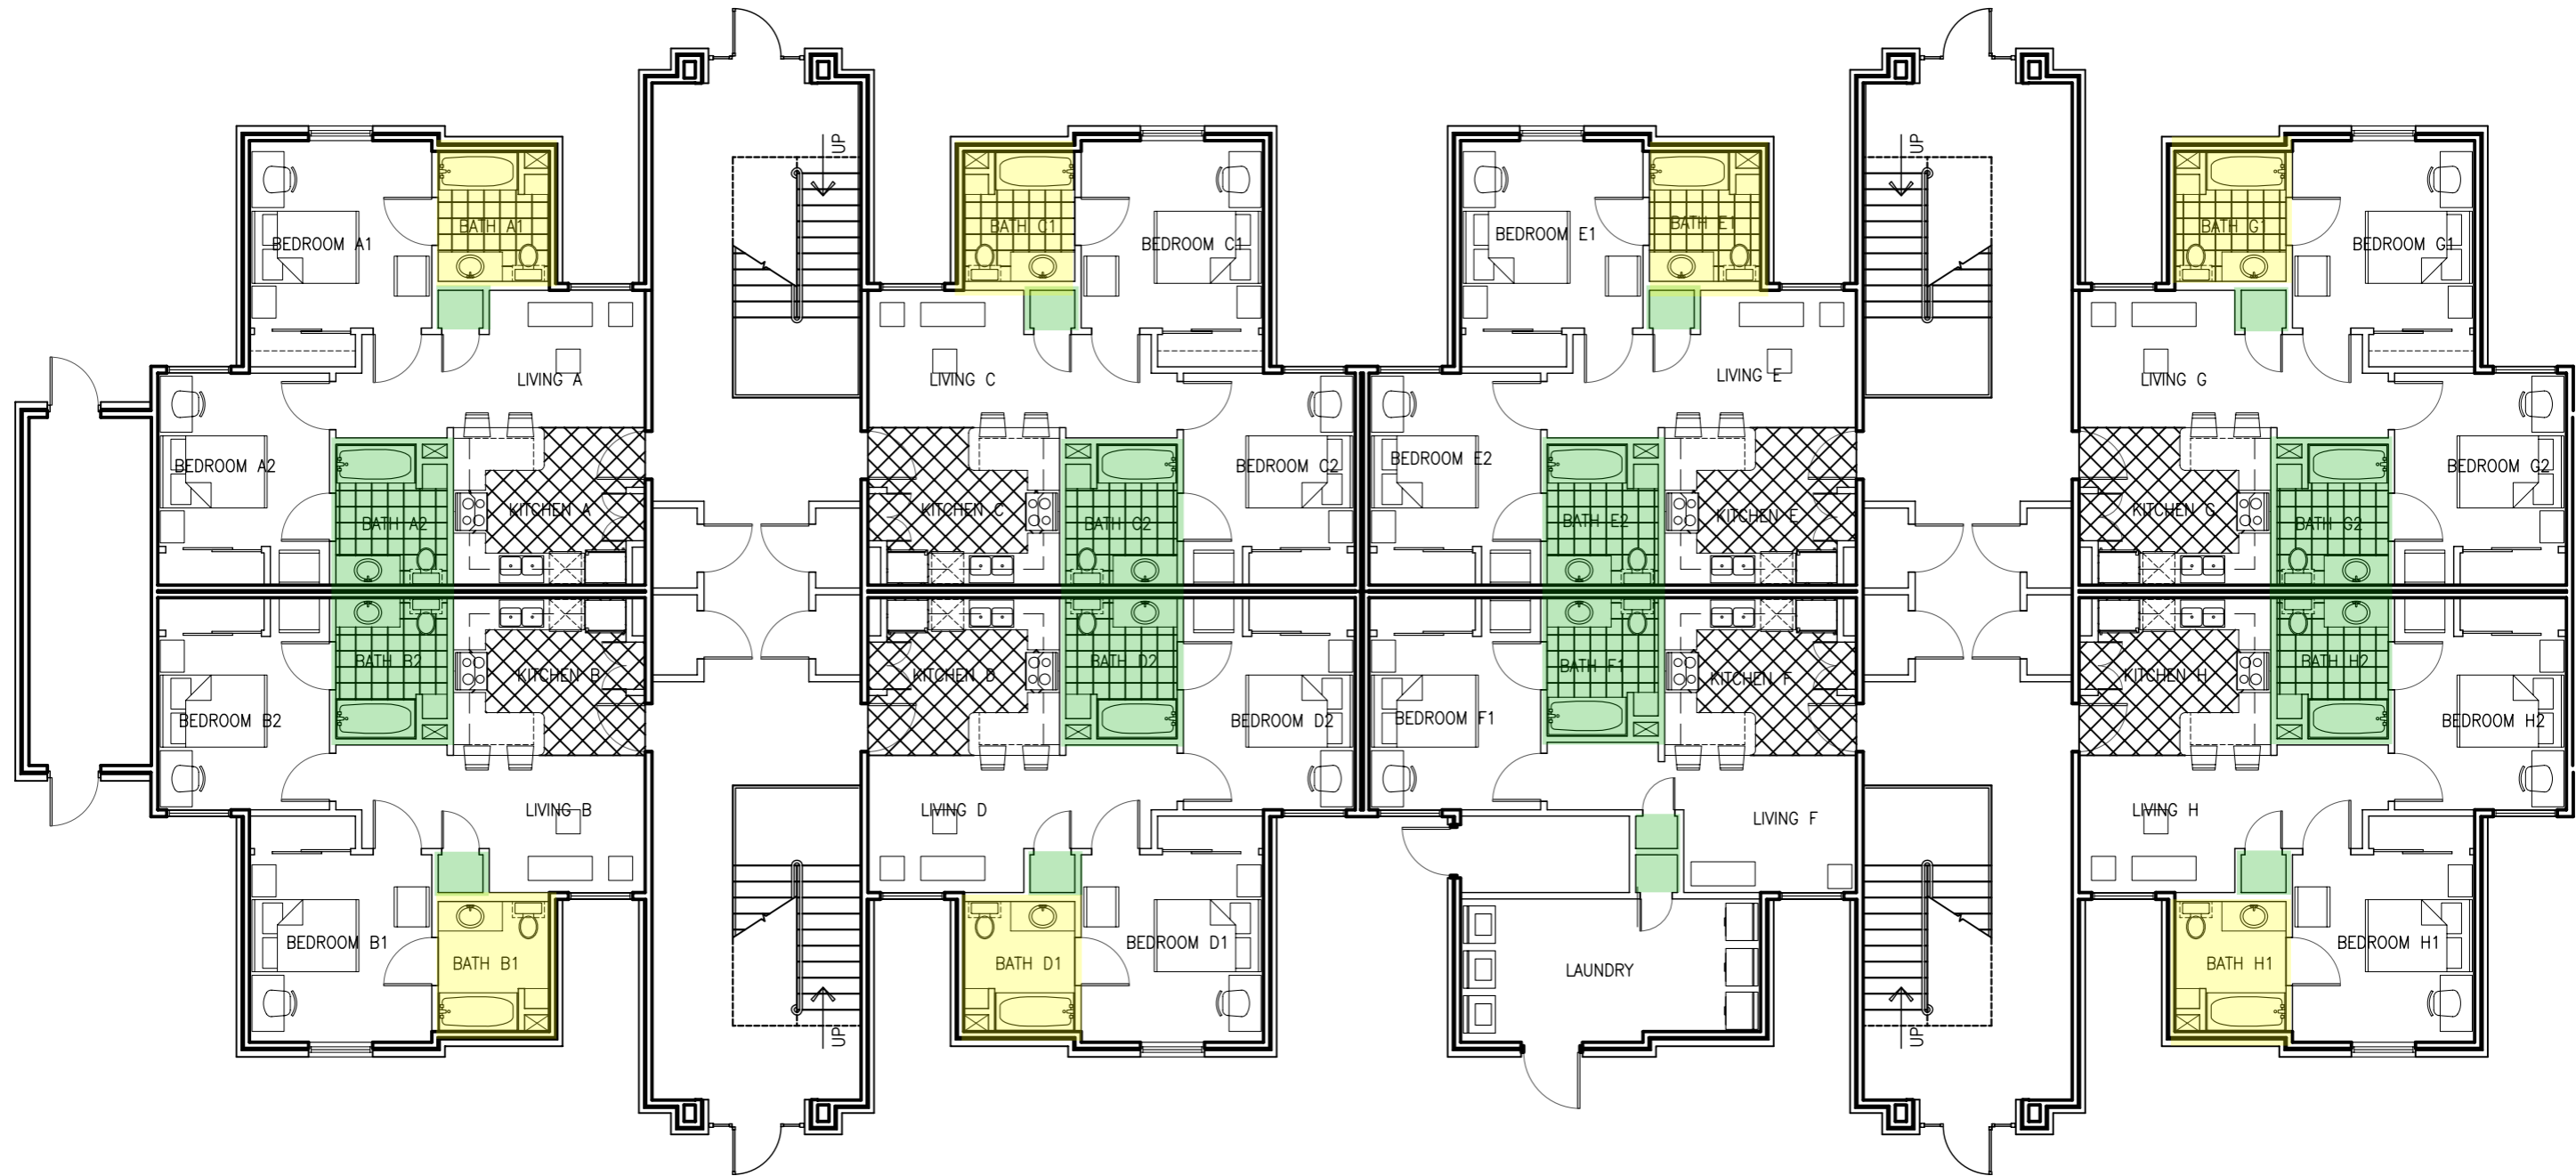 UP
UP
BATH A1
BATH C1
BATH E1
BATH G1
BEDROOM A1
BEDROOM C1
BEDROOM E1
BEDROOM G1
LIVING A
LIVING C
LIVING E
LIVING G
BEDROOM A2
BEDROOM C2
BEDROOM E2
BEDROOM G2
BATH A2
KITCHEN A
KITCHEN C
BATH C2
BATH E2
KITCHEN E
KITCHEN G
BATH G2
BATH B2
KITCHEN B
KITCHEN D
BATH D2
BATH F1
KITCHEN F
KITCHEN H
BATH H2
BEDROOM B2
BEDROOM D2
BEDROOM F1
BEDROOM H2
LIVING B
LIVING D
LIVING F
LIVING H
BEDROOM B1
BATH B1
BATH D1
BEDROOM D1
LAUNDRY
BATH H1
BEDROOM H1
UP
UP